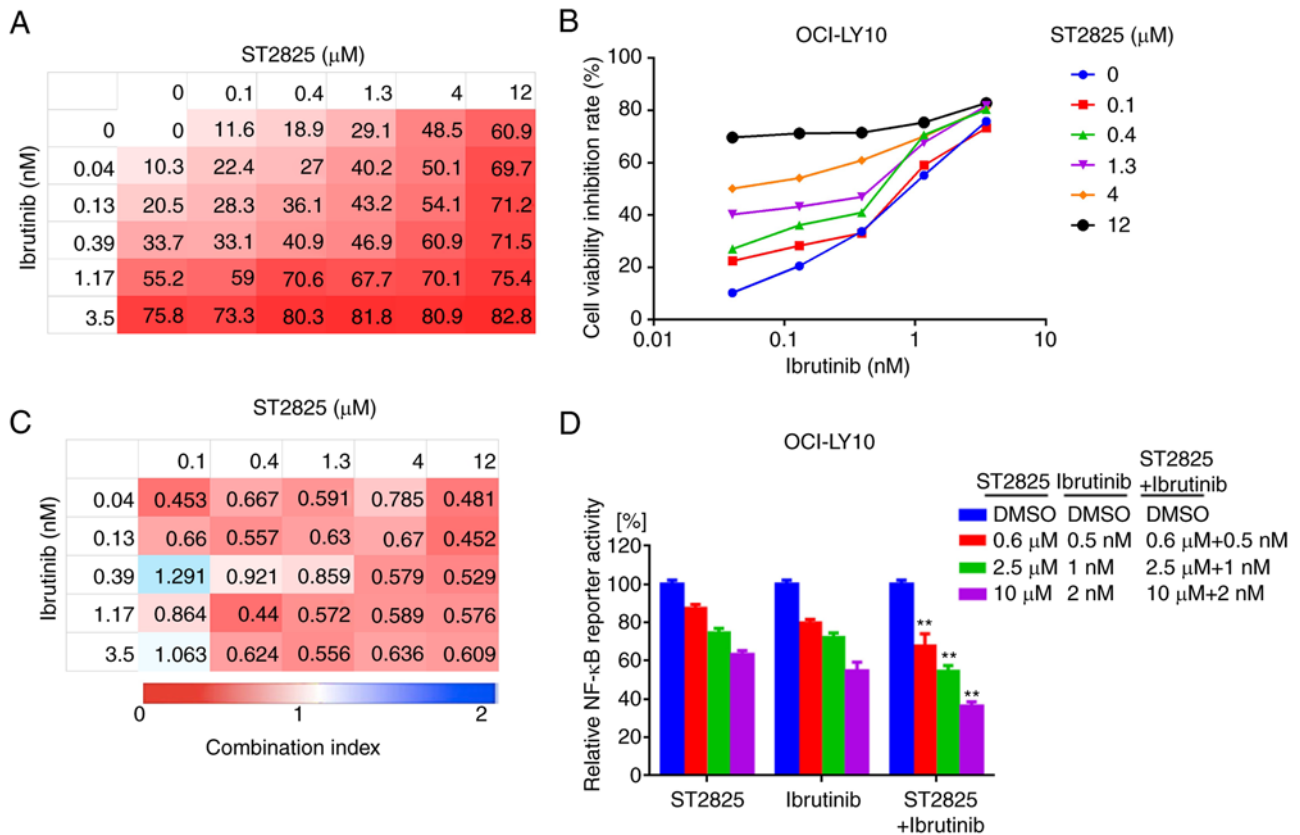 A
ST2825 (μM)
0 0.1 0.4 1.3 4 12
Ibrutinib (nM)
0 0 11.6 18.9 29.1 48.5 60.9
0.04 10.3 22.4 27 40.2 50.1 69.7
0.13 20.5 28.3 36.1 43.2 54.1 71.2
0.39 33.7 33.1 40.9 46.9 60.9 71.5
1.17 55.2 59 70.6 67.7 70.1 75.4
3.5 75.8 73.3 80.3 81.8 80.9 82.8
B
OCI-LY10
Cell viability inhibition rate (%)
100
80
60
40
20
0
0.01 0.1 1 10
Ibrutinib (nM)
ST2825 (μM)
0
0.1
0.4
1.3
4
12
C
ST2825 (μM)
0.1 0.4 1.3 4 12
Ibrutinib (nM)
0.04 0.453 0.667 0.591 0.785 0.481
0.13 0.66 0.557 0.63 0.67 0.452
0.39 1.291 0.921 0.859 0.579 0.529
1.17 0.864 0.44 0.572 0.589 0.576
3.5 1.063 0.624 0.556 0.636 0.609
0 1 2
Combination index
D
OCI-LY10
[%]
Relative NF-κB reporter activity
120
100
80
60
40
20
0
** ** **
ST2825 Ibrutinib ST2825
+Ibrutinib
ST2825 Ibrutinib ST2825
+Ibrutinib
DMSO DMSO DMSO
0.6 μM 0.5 nM 0.6 μM+0.5 nM
2.5 μM 1 nM 2.5 μM+1 nM
10 μM 2 nM 10 μM+2 nM